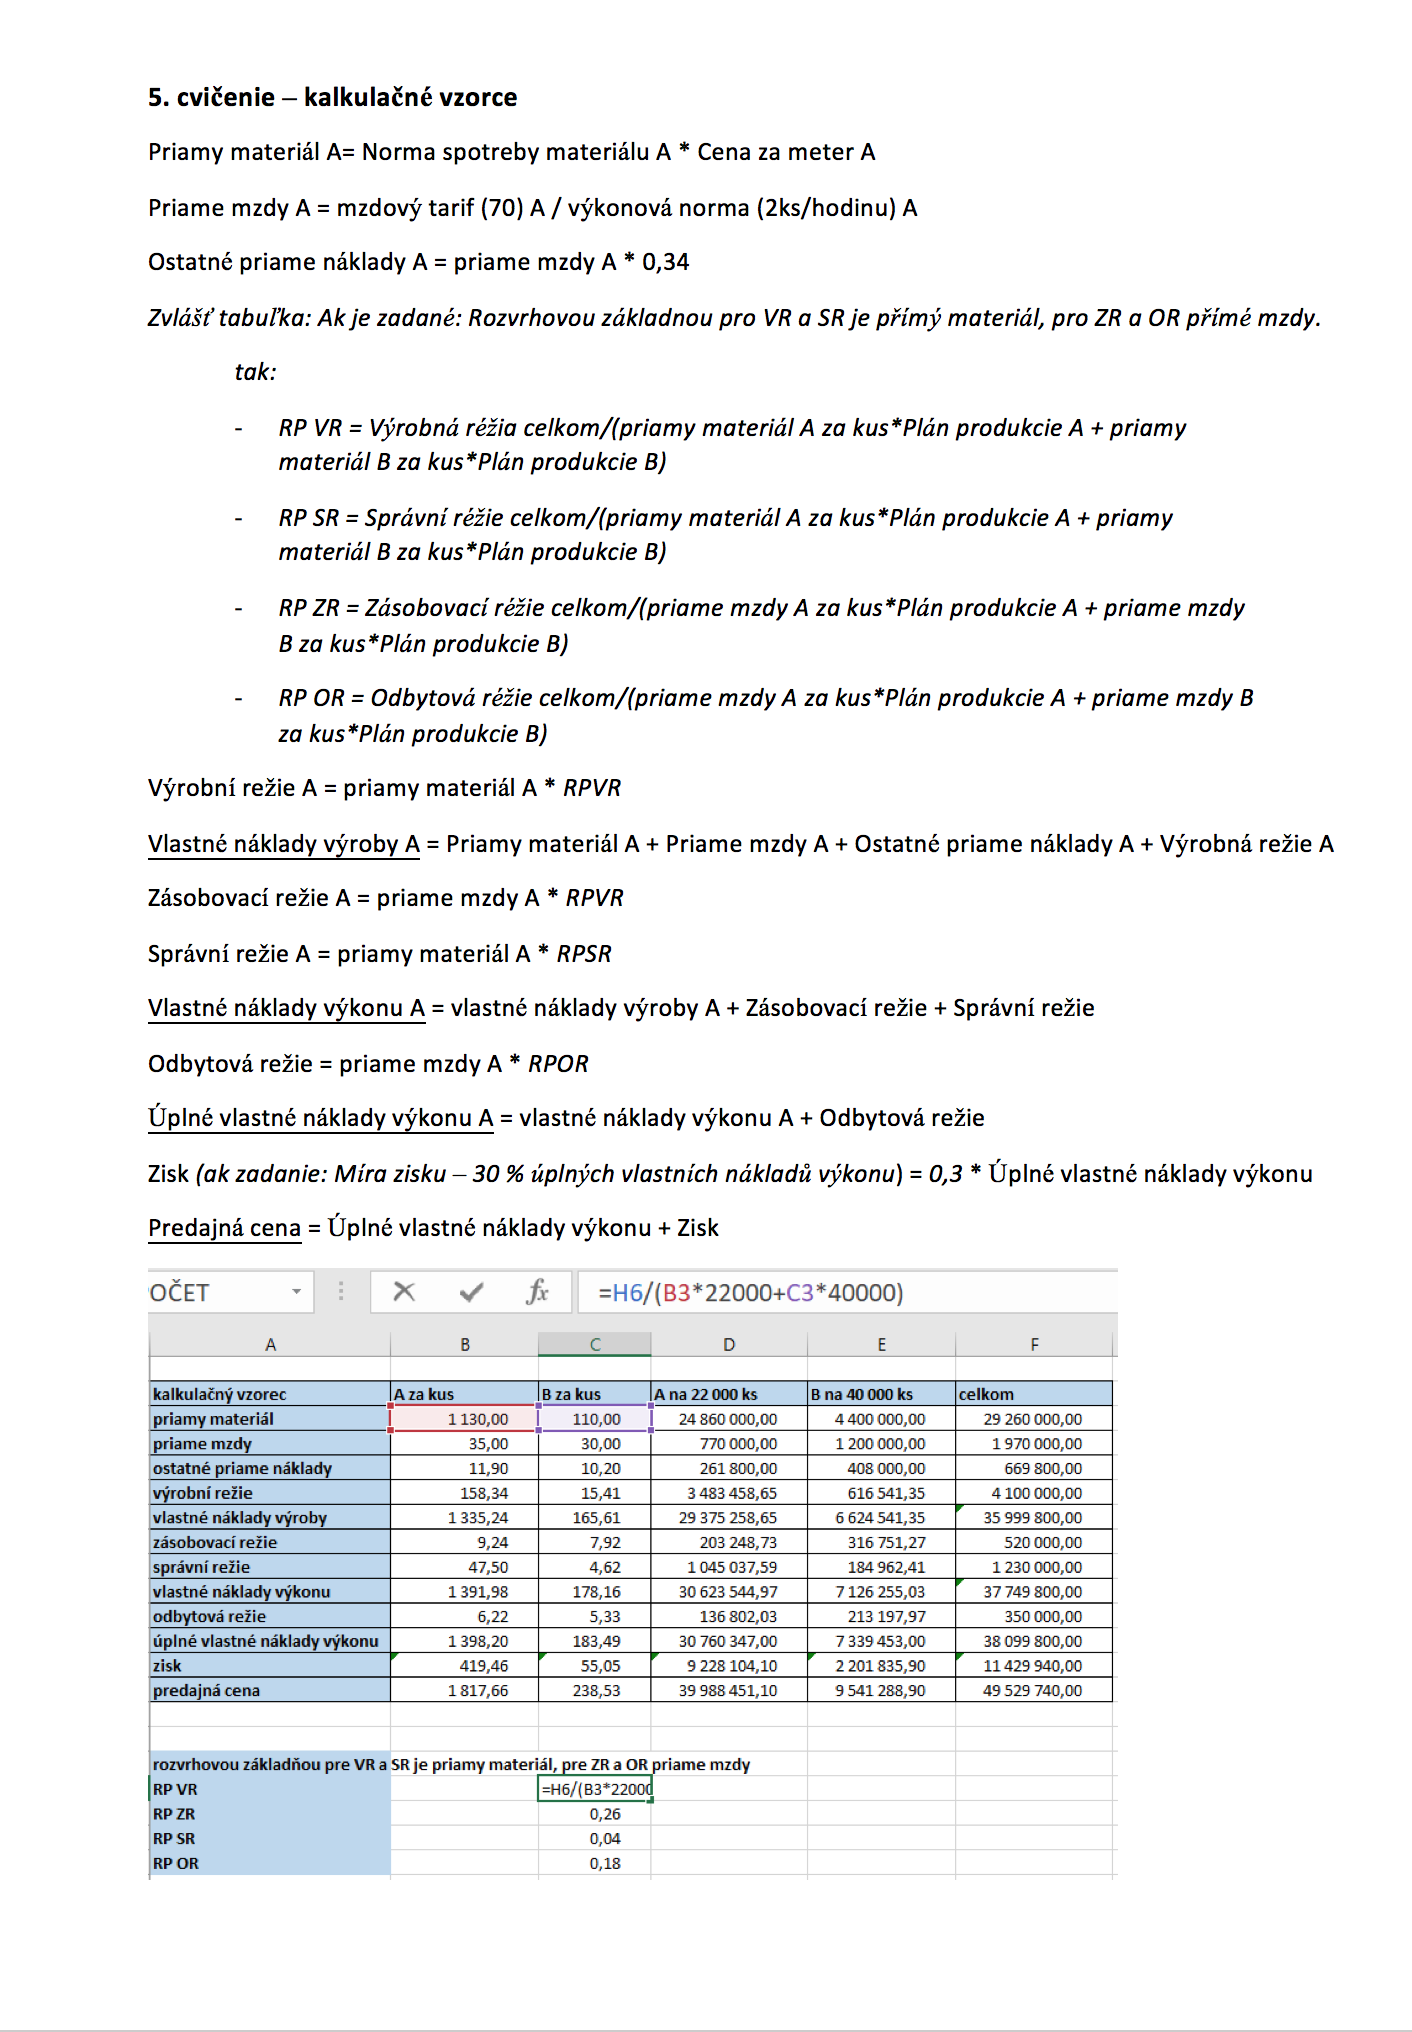 5. cvičenie – kalkulačné vzorce
Priamy materiál A= Norma spotreby materiálu A * Cena za meter A
Priame mzdy A = mzdový tarif (70) A / výkonová norma (2ks/hodinu) A
Ostatné priame náklady A = priame mzdy A * 0,34
Zvlášť tabuľka: Ak je zadané: Rozvrhovou základnou pro VR a SR je přímý materiál, pro ZR a OR přímé mzdy.
tak:
- RP VR = Výrobná réžia celkom/(priamy materiál A za kus*Plán produkcie A + priamy
materiál B za kus*Plán produkcie B)
- RP SR = Správní réžie celkom/(priamy materiál A za kus*Plán produkcie A + priamy
materiál B za kus*Plán produkcie B)
- RP ZR = Zásobovací réžie celkom/(priame mzdy A za kus*Plán produkcie A + priame mzdy
B za kus*Plán produkcie B)
- RP OR = Odbytová réžie celkom/(priame mzdy A za kus*Plán produkcie A + priame mzdy B
za kus*Plán produkcie B)
Výrobní režie A = priamy materiál A * RPVR
Vlastné náklady výroby A = Priamy materiál A + Priame mzdy A + Ostatné priame náklady A + Výrobná režie A
Zásobovací režie A = priame mzdy A * RPVR
Správní režie A = priamy materiál A * RPSR
Vlastné náklady výkonu A = vlastné náklady výroby A + Zásobovací režie + Správní režie
Odbytová režie = priame mzdy A * RPOR
Úplné vlastné náklady výkonu A = vlastné náklady výkonu A + Odbytová režie
Zisk (ak zadanie: Míra zisku – 30 % úplných vlastních nákladů výkonu) = 0,3 * Úplné vlastné náklady výkonu
Predajná cena = Úplné vlastné náklady výkonu + Zisk
OČET fx =H6/(B3*22000+C3*40000)
A B C D E F
kalkulačný vzorec A za kus B za kus A na 22 000 ks B na 40 000 ks celkom
priamy materiál 1 130,00 110,00 24 860 000,00 4 400 000,00 29 260 000,00
priame mzdy 35,00 30,00 770 000,00 1 200 000,00 1 970 000,00
ostatné priame náklady 11,90 10,20 261 800,00 408 000,00 669 800,00
výrobní režie 158,34 15,41 3 483 458,65 616 541,35 4 100 000,00
vlastné náklady výroby 1 335,24 165,61 29 375 258,65 6 624 541,35 35 999 800,00
zásobovací režie 9,24 7,92 203 248,73 316 751,27 520 000,00
správní režie 47,50 4,62 1 045 037,59 184 962,41 1 230 000,00
vlastné náklady výkonu 1 391,98 178,16 30 623 544,97 7 126 255,03 37 749 800,00
odbytová režie 6,22 5,33 136 802,03 213 197,97 350 000,00
úplné vlastné náklady výkonu 1 398,20 183,49 30 760 347,00 7 339 453,00 38 099 800,00
zisk 419,46 55,05 9 228 104,10 2 201 835,90 11 429 940,00
predajná cena 1 817,66 238,53 39 988 451,10 9 541 288,90 49 529 740,00
rozvrhovou základňou pre VR a SR je priamy materiál, pre ZR a OR priame mzdy
RP VR =H6/(B3*22000
RP ZR 0,26
RP SR 0,04
RP OR 0,18